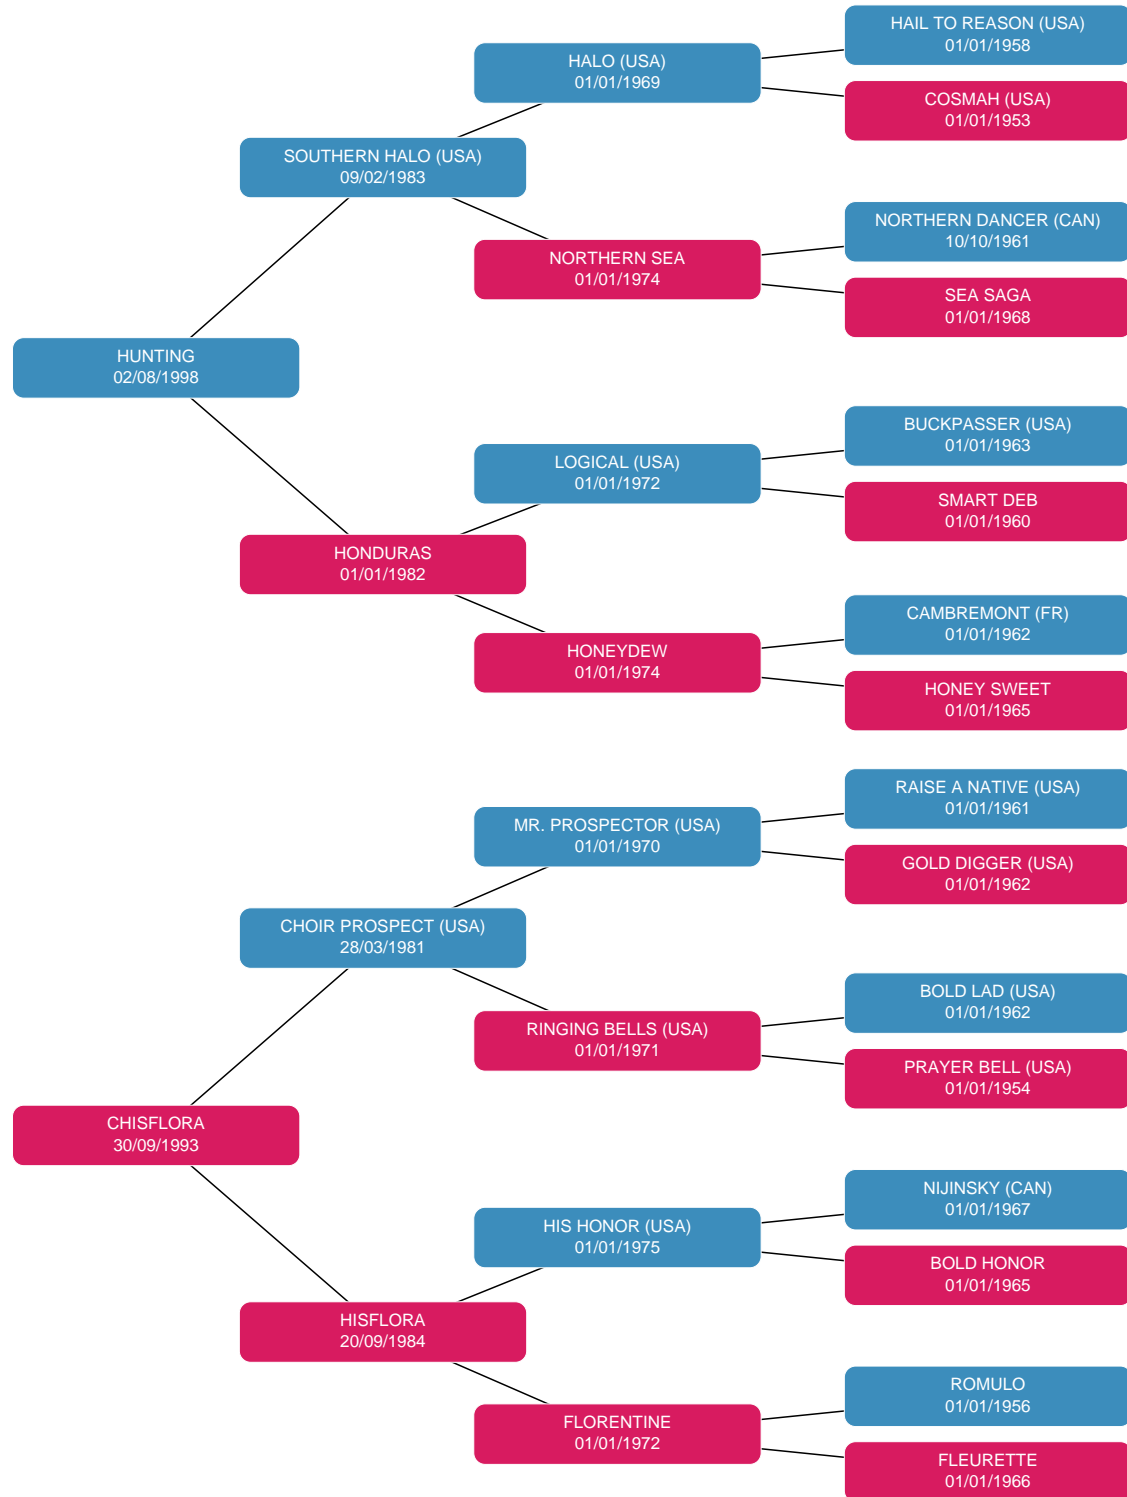 HAIL TO REASON (USA)
01/01/1958
HALO (USA)
01/01/1969
COSMAH (USA)
01/01/1953
SOUTHERN HALO (USA)
09/02/1983
NORTHERN DANCER (CAN)
10/10/1961
NORTHERN SEA
01/01/1974
SEA SAGA
01/01/1968
HUNTING
02/08/1998
BUCKPASSER (USA)
01/01/1963
LOGICAL (USA)
01/01/1972
SMART DEB
01/01/1960
HONDURAS
01/01/1982
CAMBREMONT (FR)
01/01/1962
HONEYDEW
01/01/1974
HONEY SWEET
01/01/1965
RAISE A NATIVE (USA)
01/01/1961
MR. PROSPECTOR (USA)
01/01/1970
GOLD DIGGER (USA)
01/01/1962
CHOIR PROSPECT (USA)
28/03/1981
BOLD LAD (USA)
01/01/1962
RINGING BELLS (USA)
01/01/1971
PRAYER BELL (USA)
01/01/1954
CHISFLORA
30/09/1993
NIJINSKY (CAN)
01/01/1967
HIS HONOR (USA)
01/01/1975
BOLD HONOR
01/01/1965
HISFLORA
20/09/1984
ROMULO
01/01/1956
FLORENTINE
01/01/1972
FLEURETTE
01/01/1966